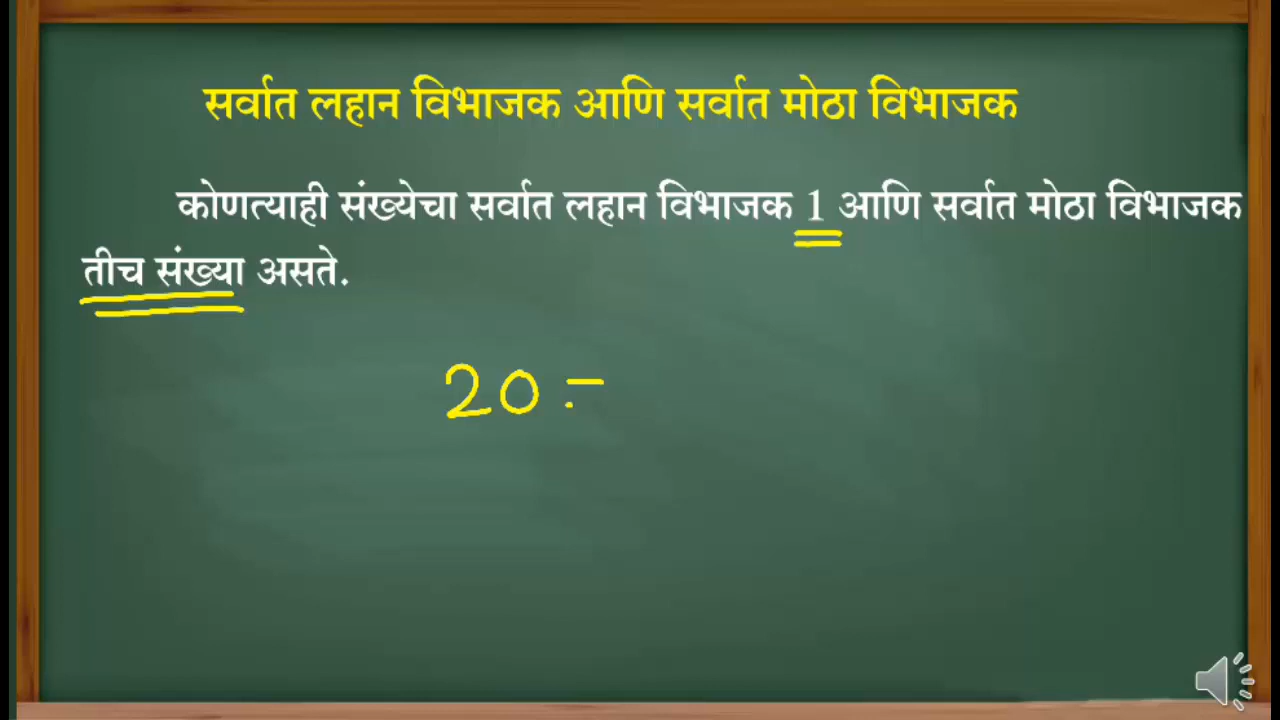 सर्वात लहान विभाजक आणि सर्वात मोठा विभाजक
कोणत्याही संख्येचा सर्वात लहान विभाजक 1 आणि सर्वात मोठा विभाजक
तीच संख्या असते.
20 =